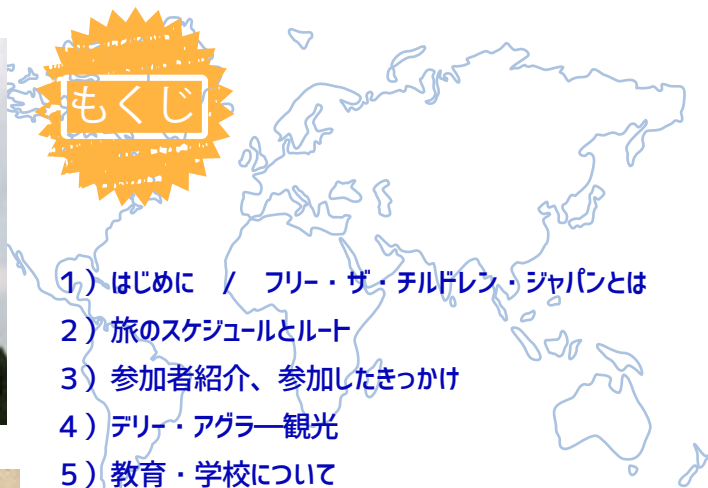 もくじ
1）はじめに / フリー・ザ・チルドレン・ジャパンとは
2）旅のスケジュールとルート
3）参加者紹介、参加したきっかけ
4）デリー・アグラ―観光
5）教育・学校について